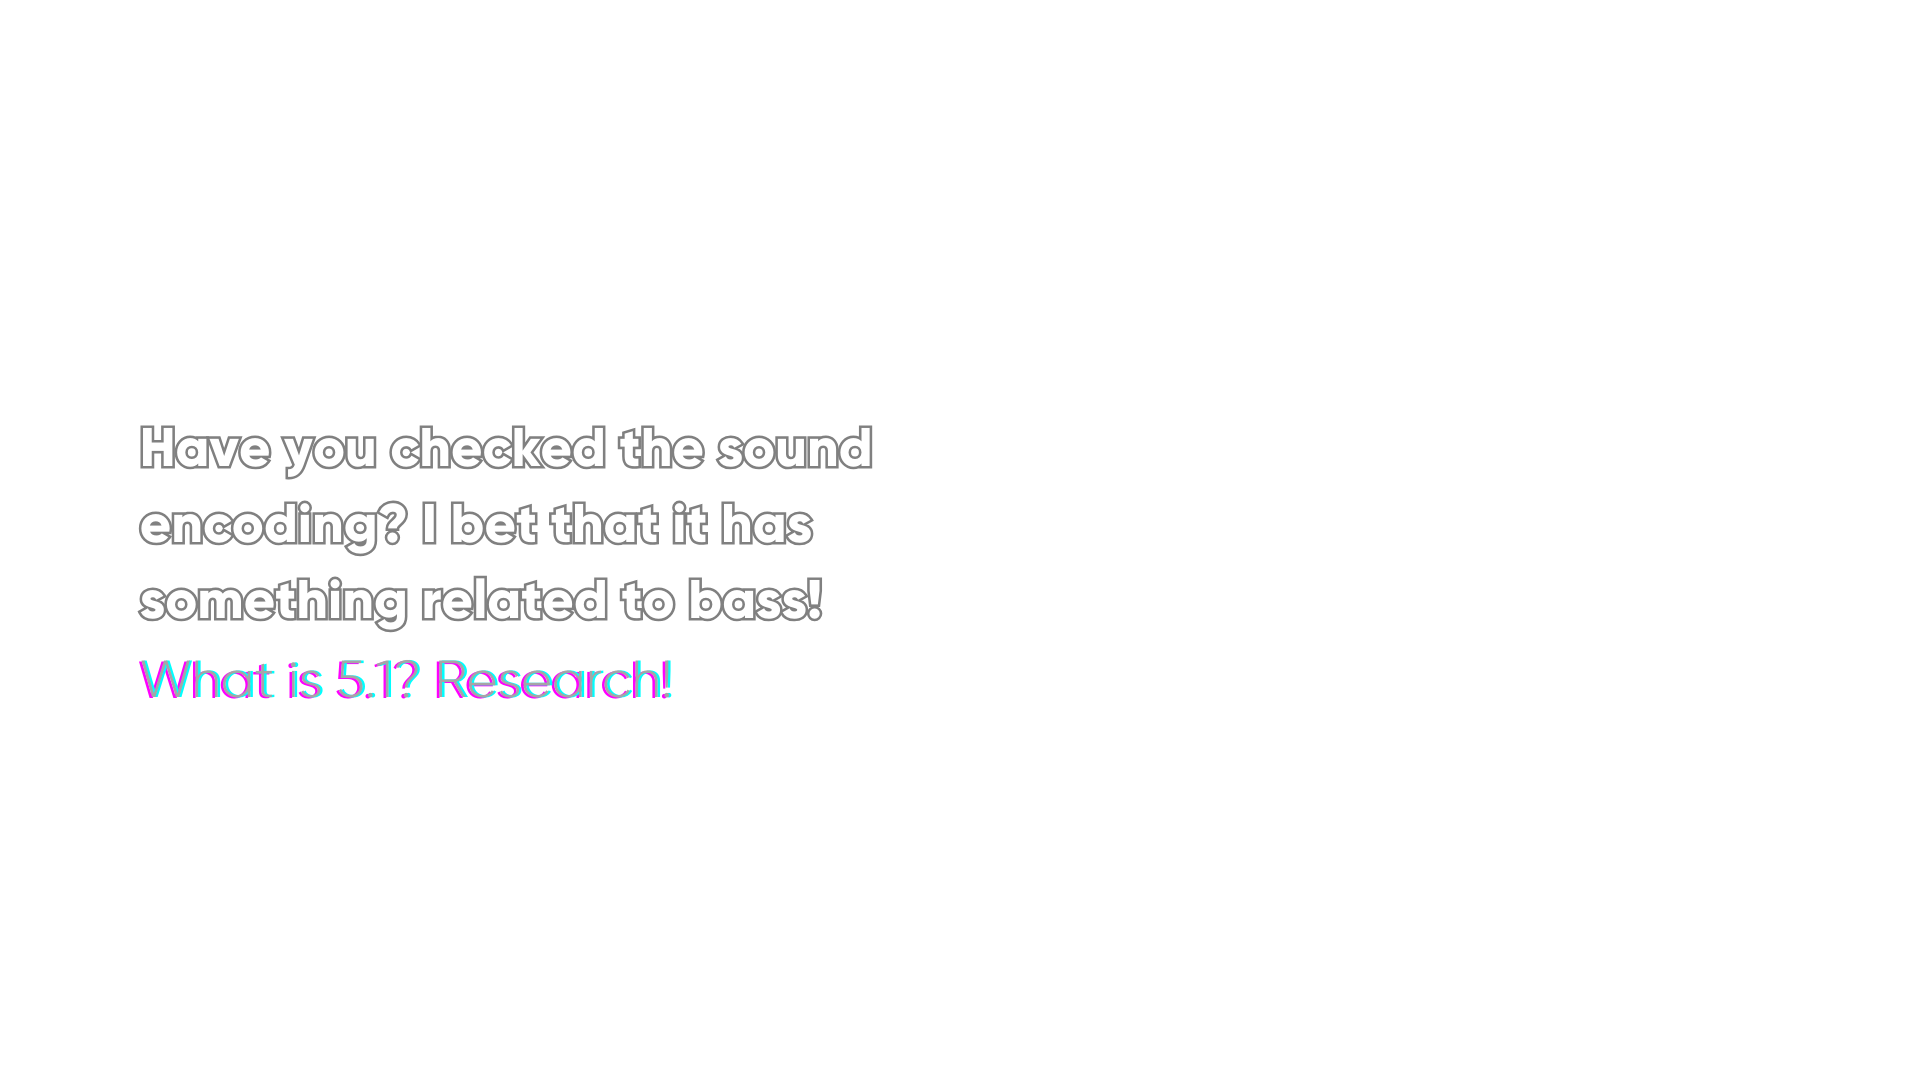 Have you checked the sound
encoding? I bet that it has
something related to bass!
What is 5.1? Research!